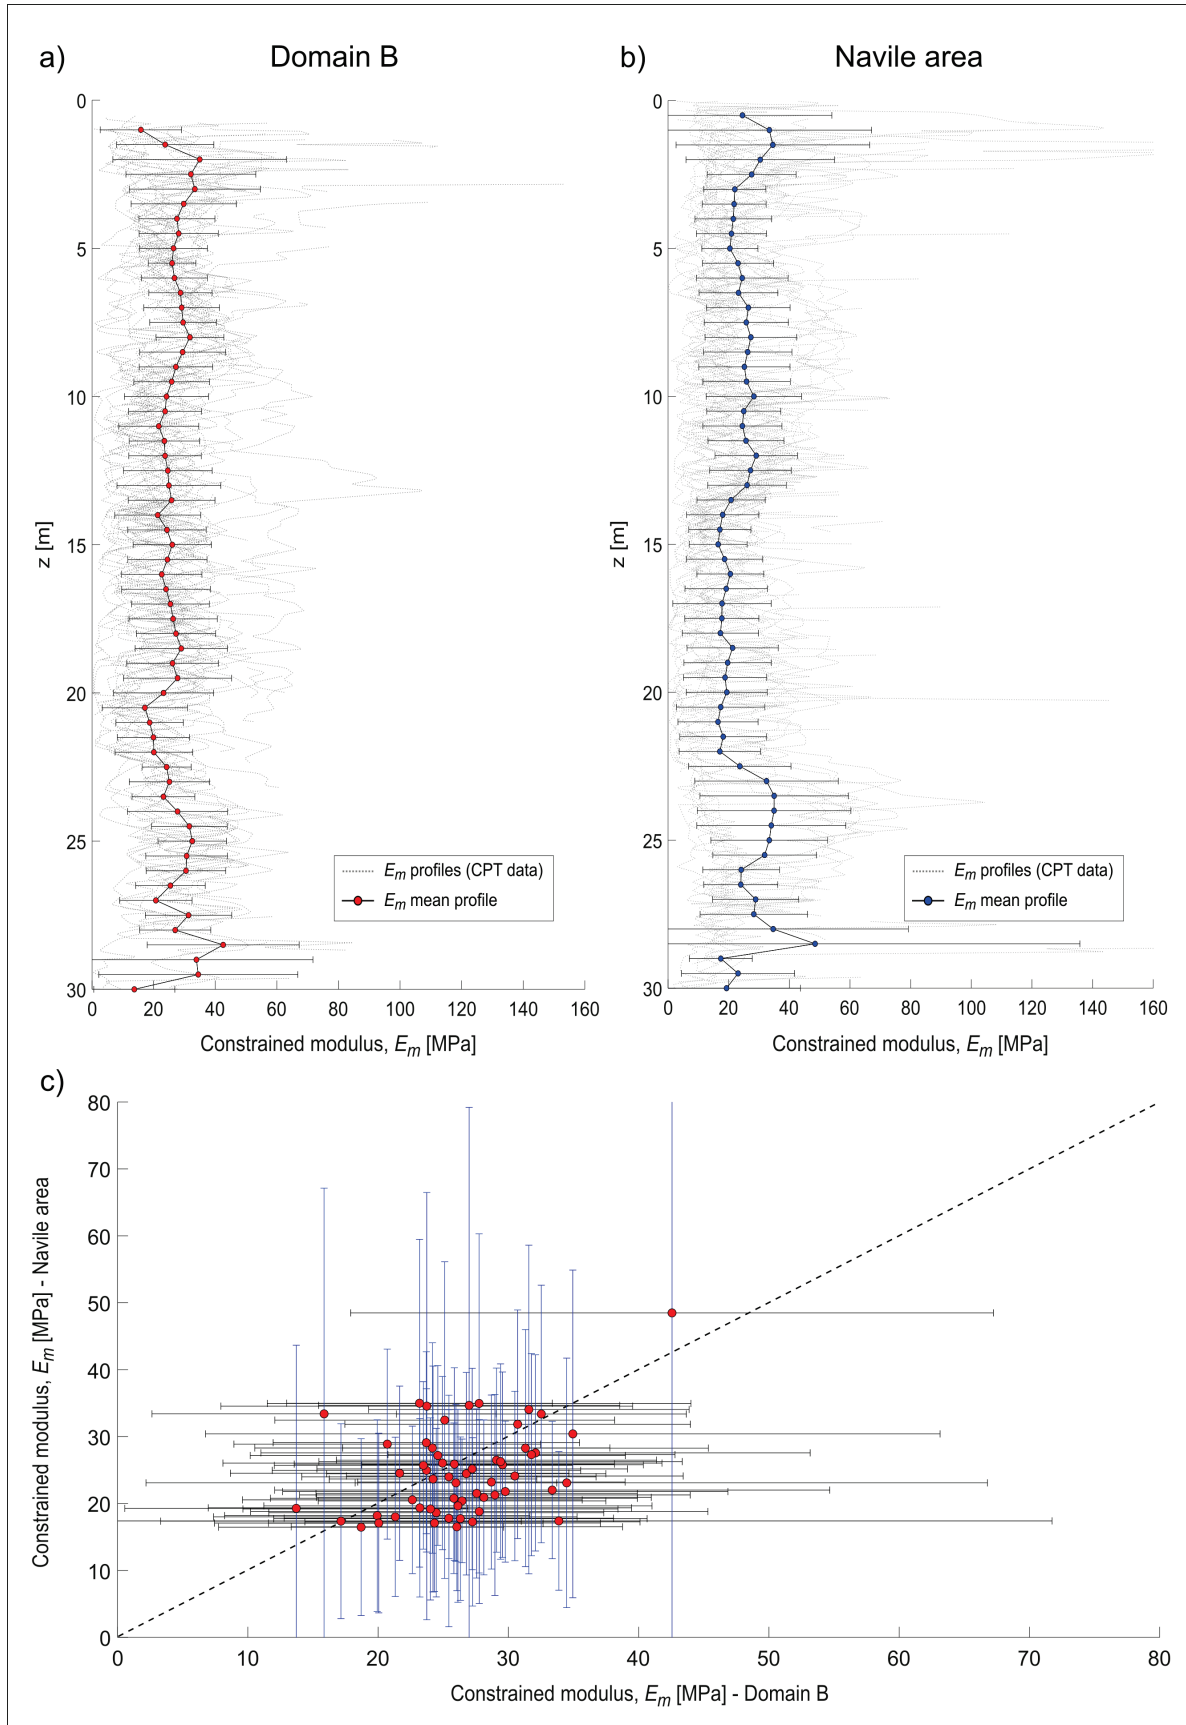 a) Domain B
b) Navile area
0
5
10
15
20
25
30
z [m]
20 40 60 80 100 120 140 160
Constrained modulus, Em [MPa]
Em profiles (CPT data)
Em mean profile
0
5
10
15
20
25
30
z [m]
0 20 40 60 80 100 120 140 160
Constrained modulus, Em [MPa]
Em profiles (CPT data)
Em mean profile
c)
80
70
60
50
40
30
20
10
0
Constrained modulus, Em [MPa] - Navile area
0 10 20 30 40 50 60 70 80
Constrained modulus, Em [MPa] - Domain B